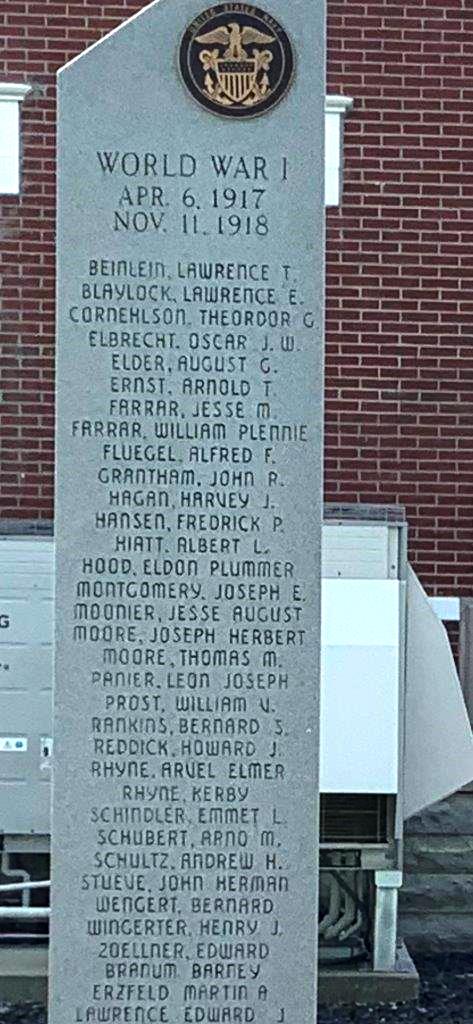 UNITED STATES NAVY
WORLD WAR I
APR. 6, 1917
NOV. 11, 1918
BEINLEIN, LAWRENCE T.
BLAYLOCK, LAWRENCE E.
CORNEHLSON, THEORDOR G
ELBRECHT, OSCAR J. W.
ELDER, AUGUST G.
ERNST, ARNOLD T.
FARRAR, JESSE M.
FARRAR, WILLIAM PLENNIE
FLUEGEL, ALFRED F.
GRANTHAM, JOHN R.
HAGAN, HARVEY J.
HANSEN, FREDRICK P.
HIATT, ALBERT L.
HOOD, ELDON PLUMMER
MONTGOMERY, JOSEPH E.
MOONIER, JESSE AUGUST
MOORE, JOSEPH HERBERT
MOORE, THOMAS M.
PANIER, LEON JOSEPH
PROST, WILLIAM V.
RANKINS, BERNARD S.
REDDICK, HOWARD J.
RHYNE, ARVEL ELMER
RHYNE, KERBY
SCHINDLER, EMMET L.
SCHUBERT, ARNO M.
SCHULTZ, ANDREW H.
STUEVE, JOHN HERMAN
WENGERT, BERNARD
WINGERTER, HENRY J.
ZOELLNER, EDWARD
BRANUM BARNEY
ERZFELD MARTIN A
LAWRENCE EDWARD J
G